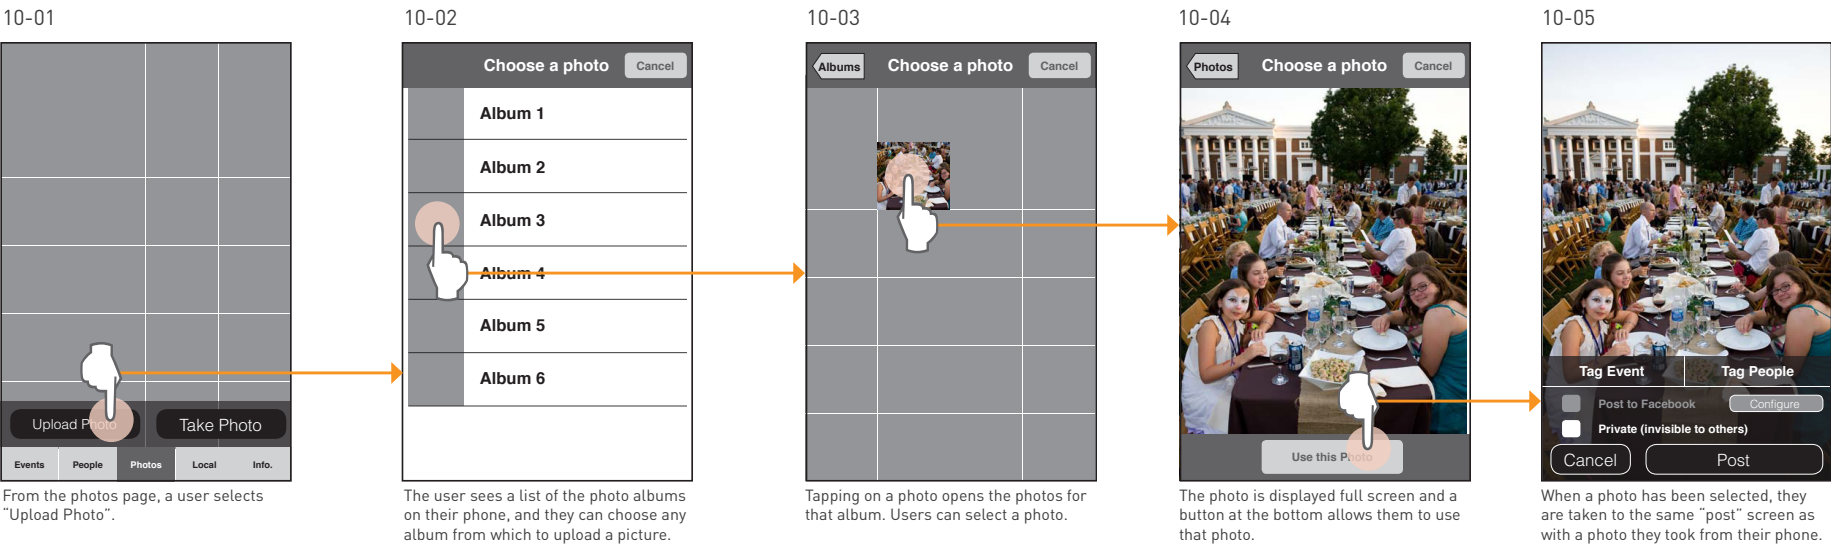 10-01
Upload Photo
Take Photo
Events
People
Photos
Local
Info.
From the photos page, a user selects
“Upload Photo”.
10-02
Choose a photo
Cancel
Album 1
Album 2
Album 3
Album 4
Album 5
Album 6
The user sees a list of the photo albums
on their phone, and they can choose any
album from which to upload a picture.
10-03
Albums
Choose a photo
Cancel
Tapping on a photo opens the photos for
that album. Users can select a photo.
10-04
Photos
Choose a photo
Cancel
Use this Photo
The photo is displayed full screen and a
button at the bottom allows them to use
that photo.
10-05
Tag Event
Tag People
Post to Facebook
Configure
Private (invisible to others)
Cancel
Post
When a photo has been selected, they
are taken to the same “post” screen as
with a photo they took from their phone.